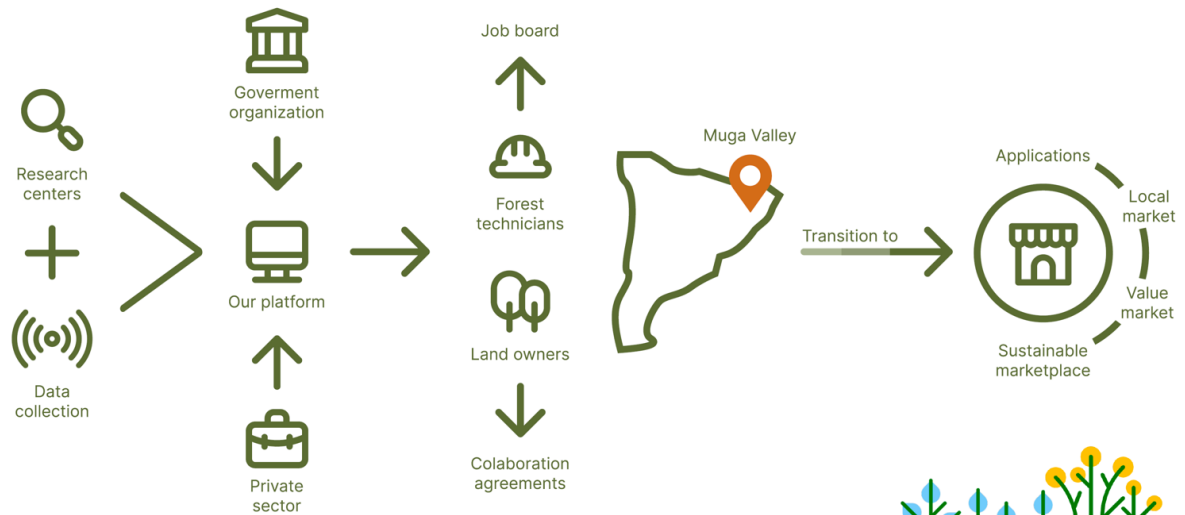 Research
centers
Data
collection
Goverment
organization
Our platform
Private
sector
Job board
Forest
technicians
Land owners
Colaboration
agreements
Muga Valley
Transition to
Applications
Local
market
Value
market
Sustainable
marketplace